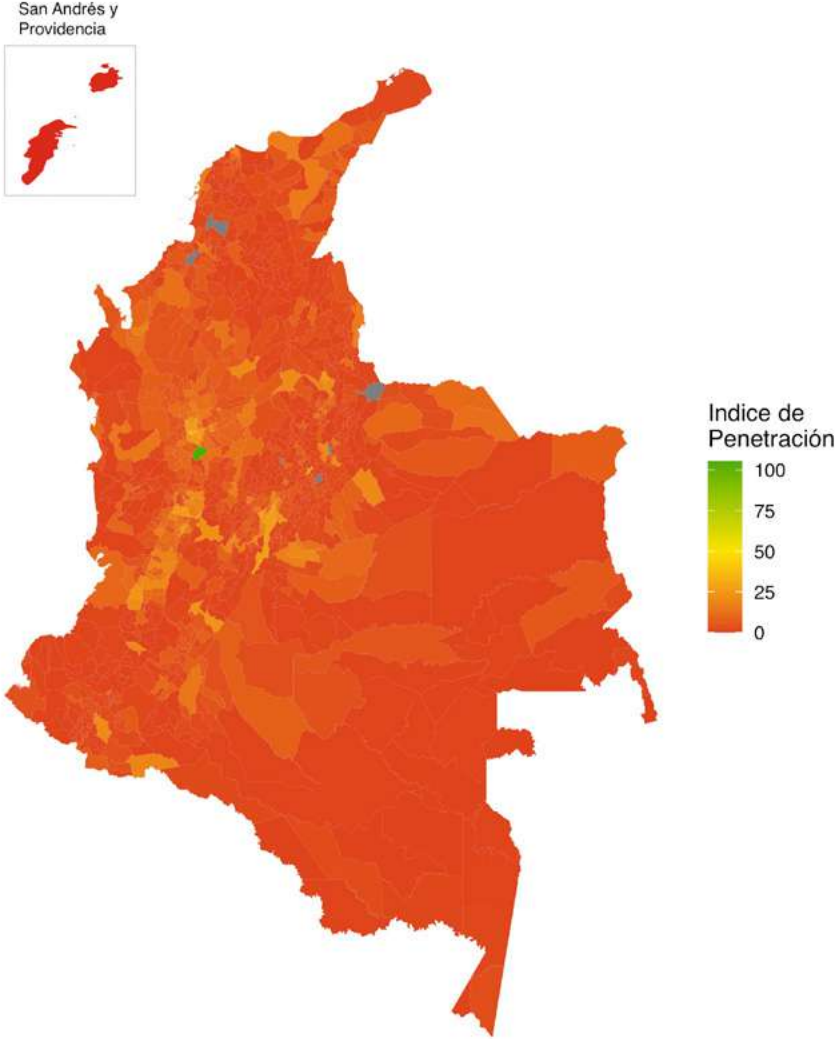 San Andrés y
Providencia
Indice de
Penetración
100
75
50
25
0